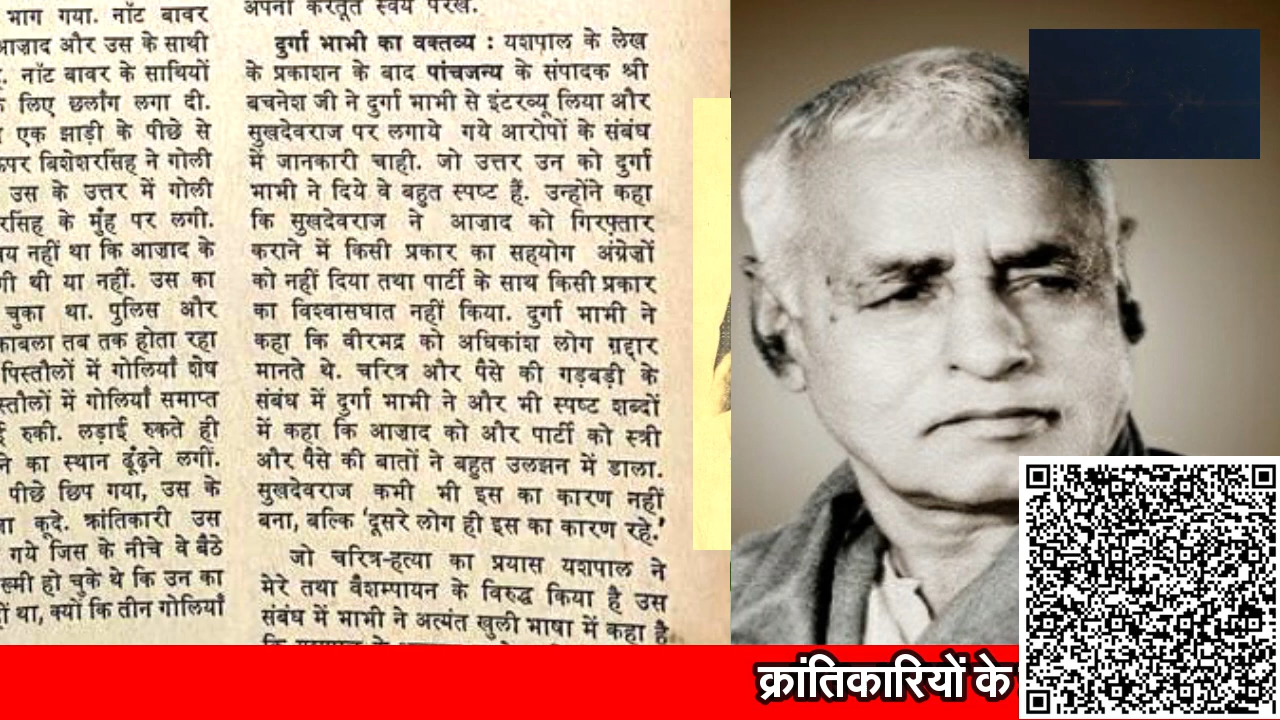 भाग गया. नॉट बावर
आज़ाद और उस के साथी
नॉट बावर के साथियों
लिए छलाँग लगा दी.
एक झाड़ी के पीछे से
बिशेशरसिंह ने गोली
उस के उत्तर में गोली
के मुँह पर लगी.
नहीं था कि आज़ाद के
थी या नहीं. उस का
चुका था. पुलिस और
तब तक होता रहा
पिस्तौलों में गोलियाँ शेष
में गोलियाँ समाप्त
रुकी. लड़ाई रुकते ही
का स्थान ढूँढ़ने लगीं.
पीछे छिप गया, उस के
कूदे. क्रांतिकारी उस
गये जिस के नीचे वे बैठे
हो चुके थे कि उन का
था, क्यों कि तीन गोलियाँ
अपनी करतूत स्वयं परखें.
दुर्गा भाभी का वक्तव्य : यशपाल के लेख
के प्रकाशन के बाद पांचजन्य के संपादक श्री
बचनेश जी ने दुर्गा भाभी से इंटरव्यू लिया और
सुखदेवराज पर लगाये गये आरोपों के संबंध
में जानकारी चाही. जो उत्तर उन को दुर्गा
भाभी ने दिये वे बहुत स्पष्ट हैं. उन्होंने कहा
कि सुखदेवराज ने आज़ाद को गिरफ़्तार
कराने में किसी प्रकार का सहयोग अंग्रेज़ों
को नहीं दिया तथा पार्टी के साथ किसी प्रकार
का विश्वासघात नहीं किया. दुर्गा भाभी ने
कहा कि वीरभद्र को अधिकांश लोग ग़द्दार
मानते थे. चरित्र और पैसे की गड़बड़ी के
संबंध में दुर्गा भाभी ने और भी स्पष्ट शब्दों
में कहा कि आज़ाद को और पार्टी को स्त्री
और पैसे की बातों ने बहुत उलझन में डाला.
सुखदेवराज कभी भी इस का कारण नहीं
बना, बल्कि 'दूसरे लोग ही इस का कारण रहे.'
जो चरित्र-हत्या का प्रयास यशपाल ने
मेरे तथा वैशम्पायन के विरुद्ध किया है उस
संबंध में भाभी ने अत्यंत खुली भाषा में कहा है
क्रांतिकारियों के